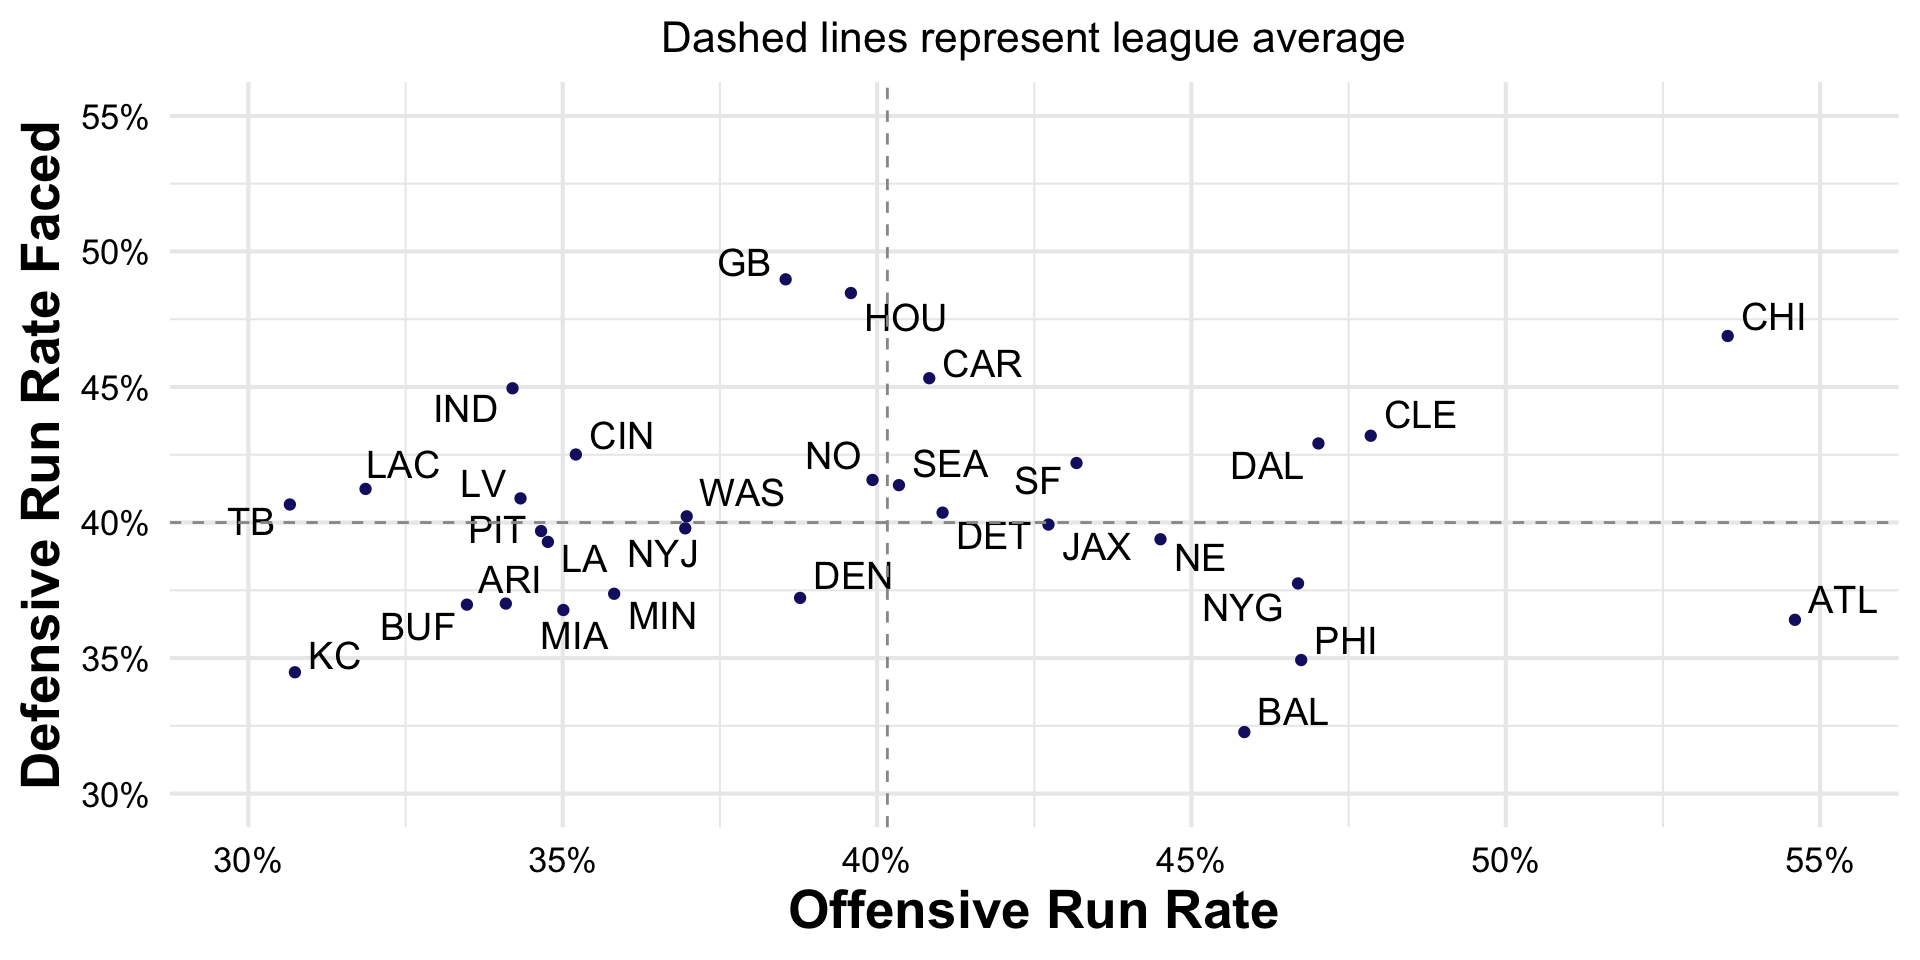 Dashed lines represent league average
Defensive Run Rate Faced
55%
50%
45%
40%
35%
30%
GB
HOU
CHI
CAR
IND
CLE
CIN
DAL
NO
LAC
SEA
SF
LV
WAS
TB
PIT
DET
JAX
NYJ
LA
NE
ARI
DEN
ATL
NYG
MIN
BUF
MIA
PHI
KC
BAL
30%
35%
40%
45%
50%
55%
Offensive Run Rate